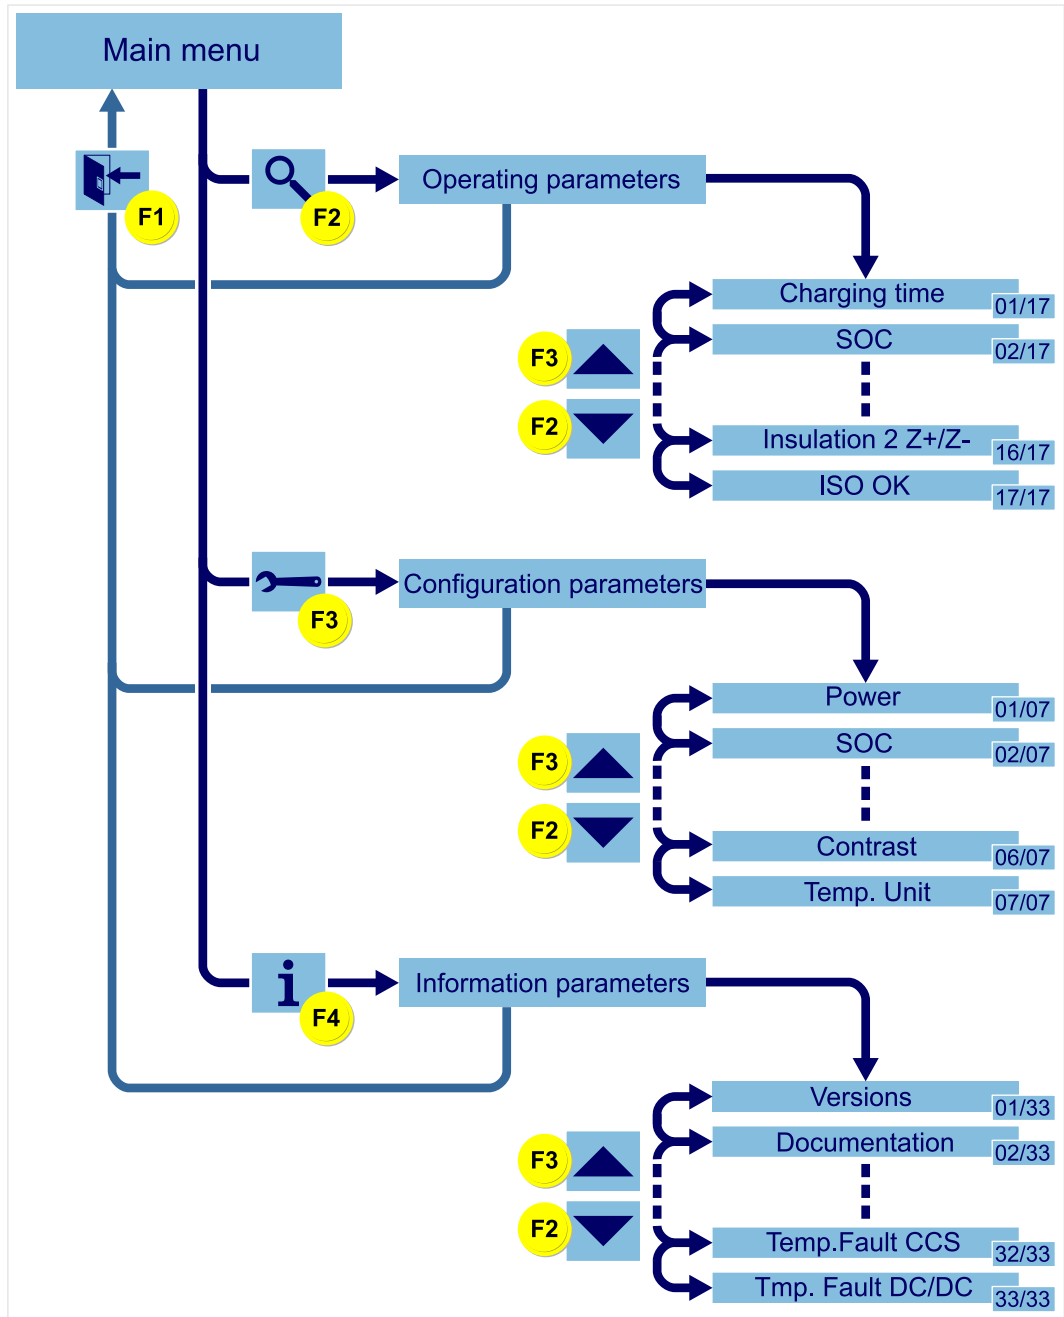 Main menu
F1
F2
Operating parameters
Charging time
01/17
SOC
02/17
F3
F2
Insulation 2 Z+/Z-
16/17
ISO OK
17/17
F3
Configuration parameters
Power
01/07
SOC
02/07
F3
F2
Contrast
06/07
Temp. Unit
07/07
i
F4
Information parameters
Versions
01/33
Documentation
02/33
F3
F2
Temp.Fault CCS
32/33
Tmp. Fault DC/DC
33/33